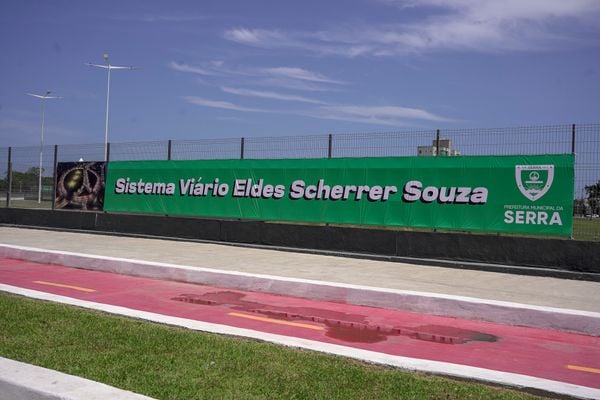 Sistema Viário Eldes Scherrer Souza
PREFEITURA MUNICIPAL DA
SERRA